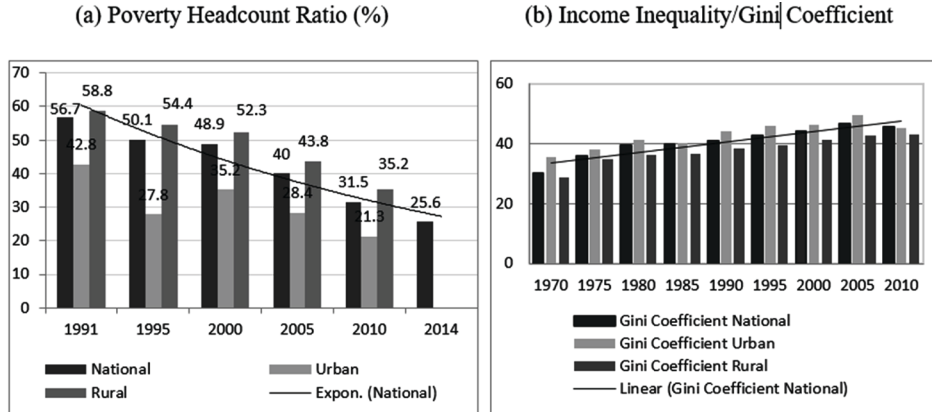 (a) Poverty Headcount Ratio (%)
(b) Income Inequality/Gini Coefficient
70
60
50
40
30
20
10
0
56.7
42.8
58.8
50.1
27.8
54.4
48.9
35.2
52.3
40
28.4
43.8
31.5
21.3
35.2
25.6
1991 1995 2000 2005 2010 2014
National
Urban
Rural
Expon. (National)
60
40
20
0
1970 1975 1980 1985 1990 1995 2000 2005 2010
Gini Coefficient National
Gini Coefficient Urban
Gini Coefficient Rural
Linear (Gini Coefficient National)